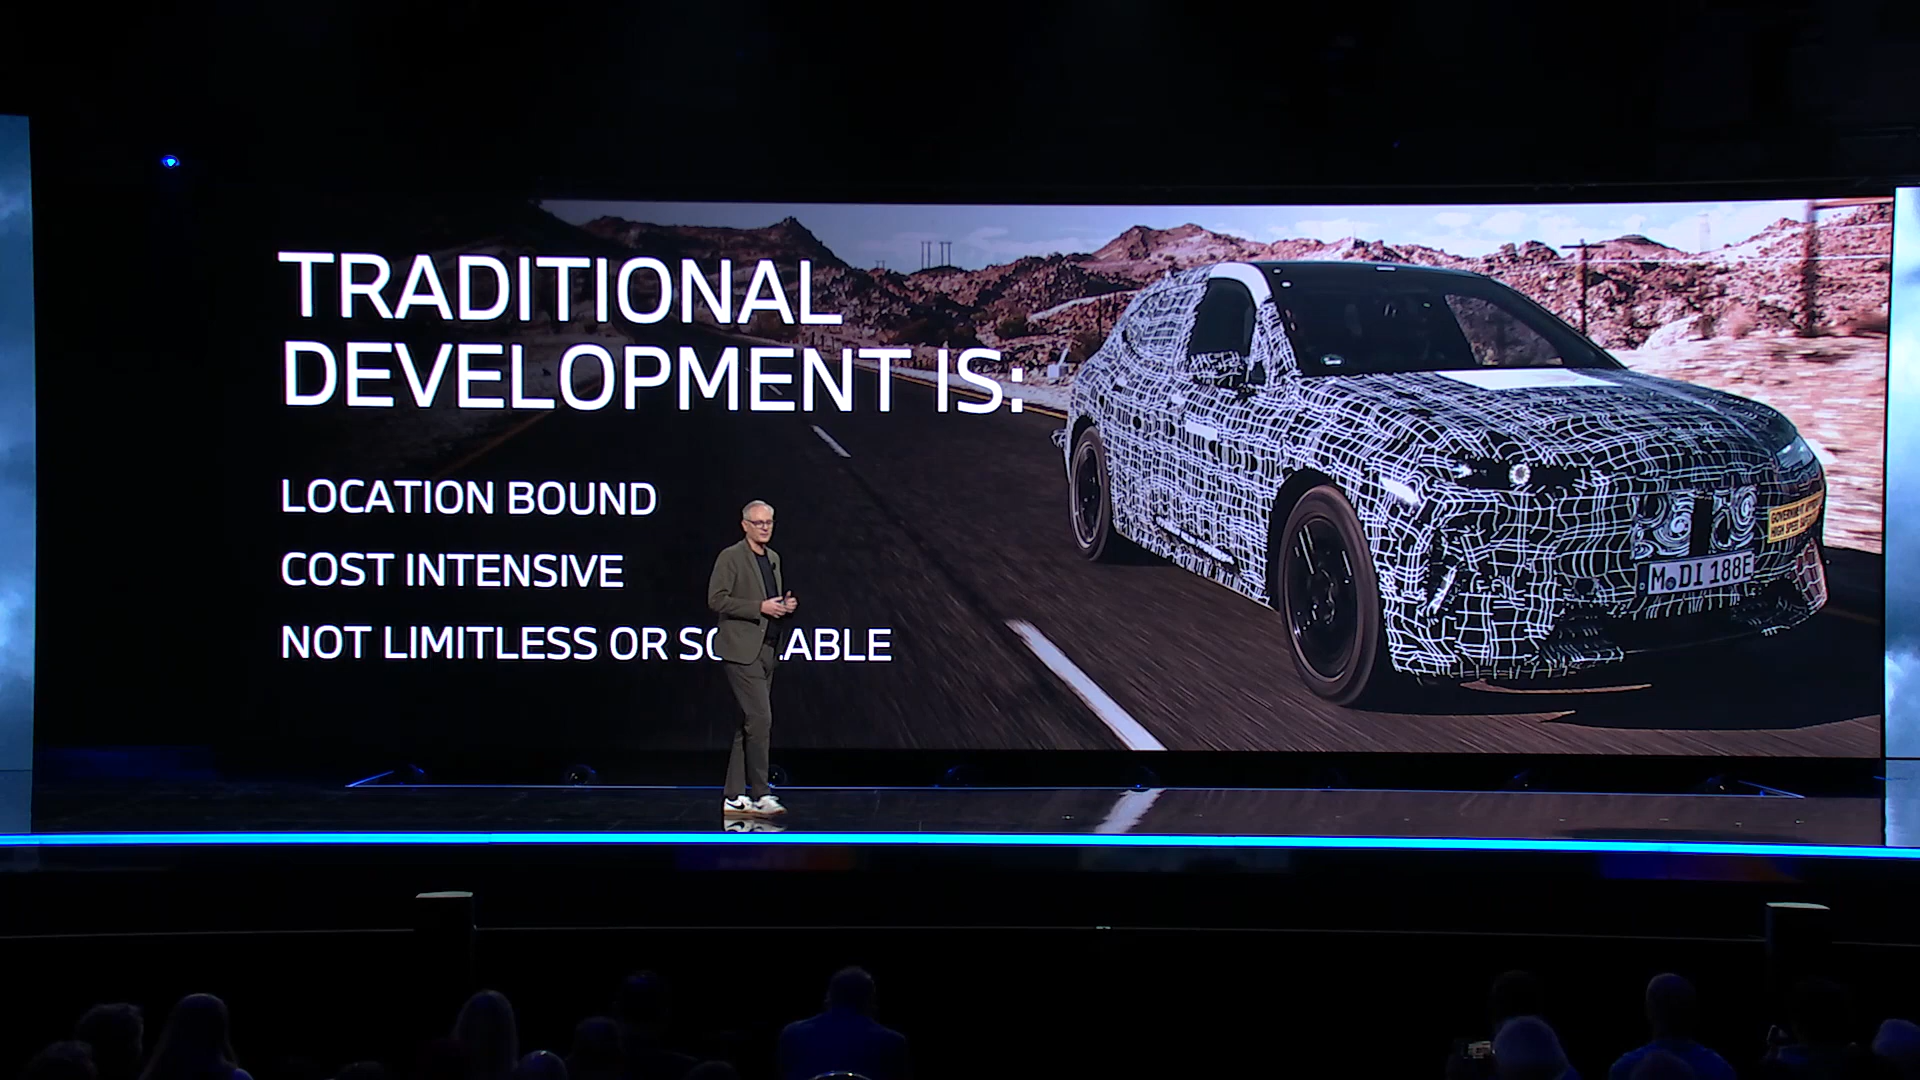 TRADITIONAL
DEVELOPMENT IS:
LOCATION BOUND
COST INTENSIVE
NOT LIMITLESS OR
M DI 188E